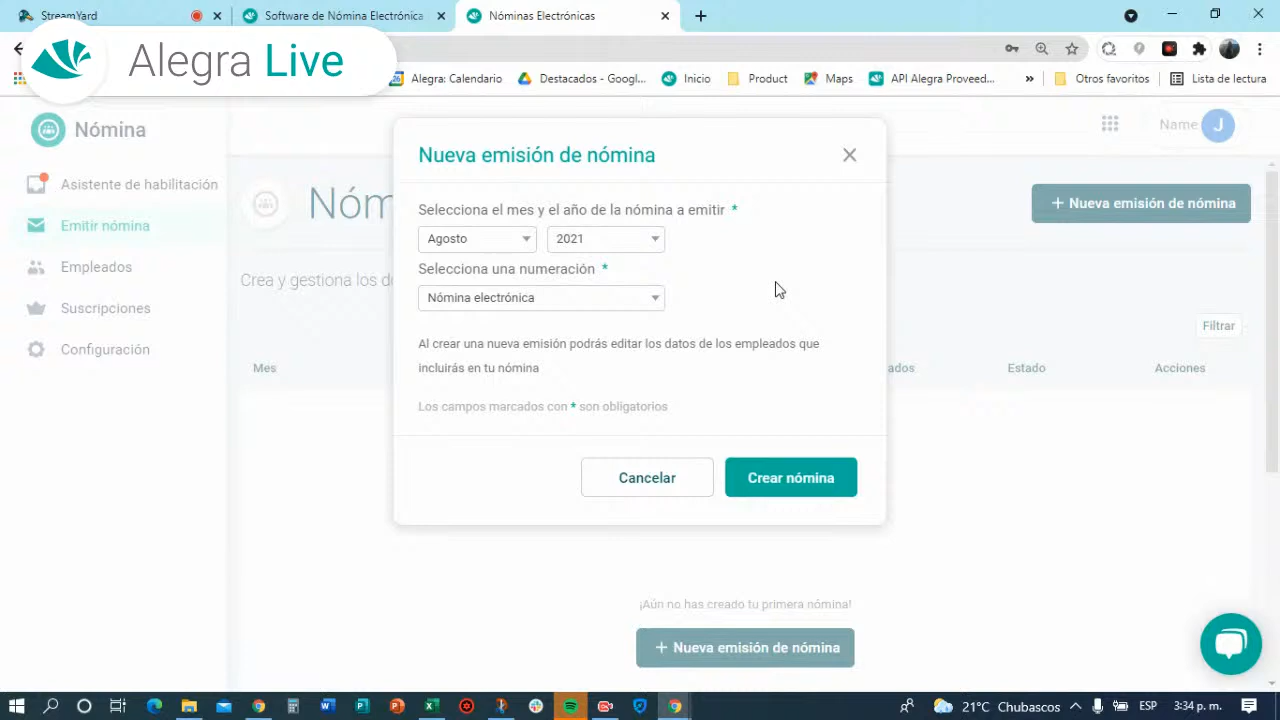 StreamYard
Software de Nómina Electrónica
Nóminas Electrónicas
Alegra Live
Alegra: Calendario
Destacados - Googl...
Inicio
Product
Maps
API Alegra Proveed...
»
Otros favoritos
Lista de lectura
Nómina
Name
J
Asistente de habilitación
Emitir nómina
Empleados
Suscripciones
Configuración
Nóm
+ Nueva emisión de nómina
Crea y gestiona los do
Filtrar
Mes
ados
Estado
Acciones
Nueva emisión de nómina
Selecciona el mes y el año de la nómina a emitir *
Agosto
2021
Selecciona una numeración *
Nómina electrónica
Al crear una nueva emisión podrás editar los datos de los empleados que
incluirás en tu nómina
Los campos marcados con * son obligatorios
Cancelar
Crear nómina
¡Aún no has creado tu primera nómina!
+ Nueva emisión de nómina
21°C Chubascos
ESP
3:34 p. m.